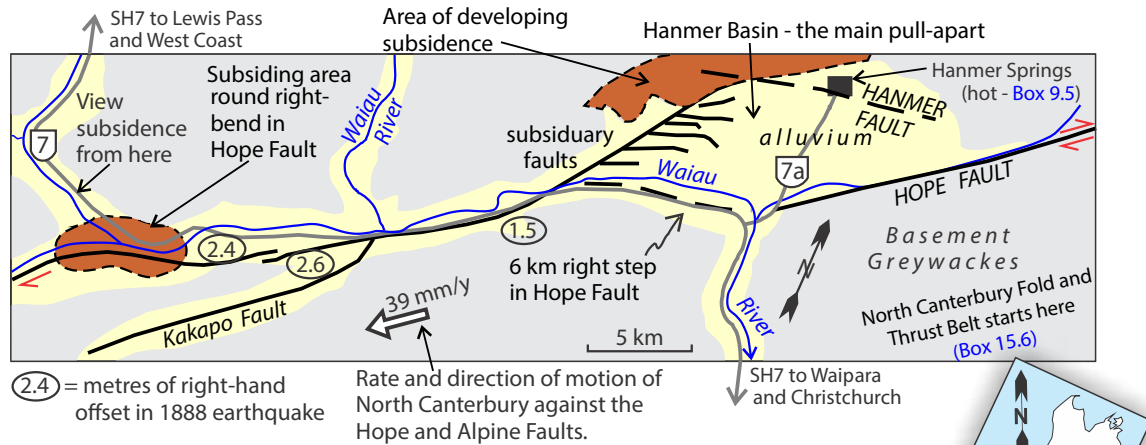 SH7 to Lewis Pass
and West Coast
Area of developing
subsidence
Hanmer Basin - the main pull-apart
Subsiding area
round right-
bend in
Hope Fault
View
subsidence
from here
7
Waiau
River
subsiduary
faults
Hanmer Springs
(hot - Box 9.5)
HANMER
FAULT
alluvium
7a
Waiau
HOPE FAULT
2.4
2.6
1.5
6 km right step
in Hope Fault
N
Basement
Greywackes
Kakapo Fault
39 mm/y
River
5 km
North Canterbury Fold and
Thrust Belt starts here
(Box 15.6)
2.4 = metres of right-hand
offset in 1888 earthquake
Rate and direction of motion of
North Canterbury against the
Hope and Alpine Faults.
SH7 to Waipara
and Christchurch
N